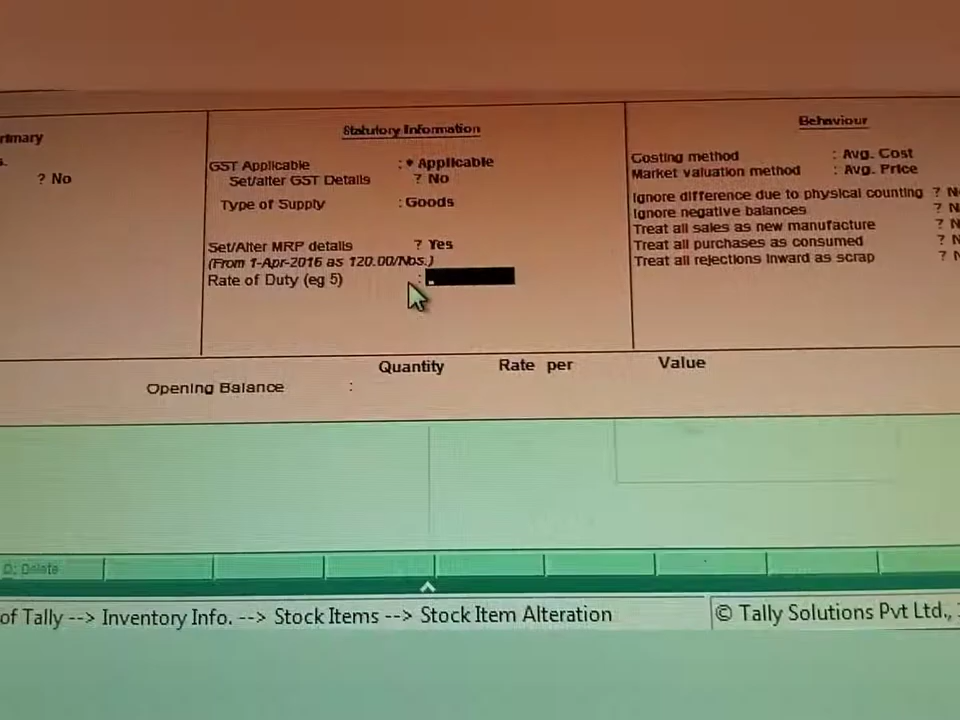 rimary
s.
? No
Statutory Information
GST Applicable : ♦ Applicable
Set/alter GST Details ? No
Type of Supply : Goods
Set/Alter MRP details ? Yes
(From 1-Apr-2016 as 120.00/Nos.)
Rate of Duty (eg 5) :
Behaviour
Costing method : Avg. Cost
Market valuation method : Avg. Price
Ignore difference due to physical counting ? N
Ignore negative balances ? N
Treat all sales as new manufacture ? N
Treat all purchases as consumed ? N
Treat all rejections inward as scrap ? N
Quantity Rate per Value
Opening Balance :
D: Delete
of Tally --> Inventory Info. --> Stock Items --> Stock Item Alteration
© Tally Solutions Pvt Ltd.,